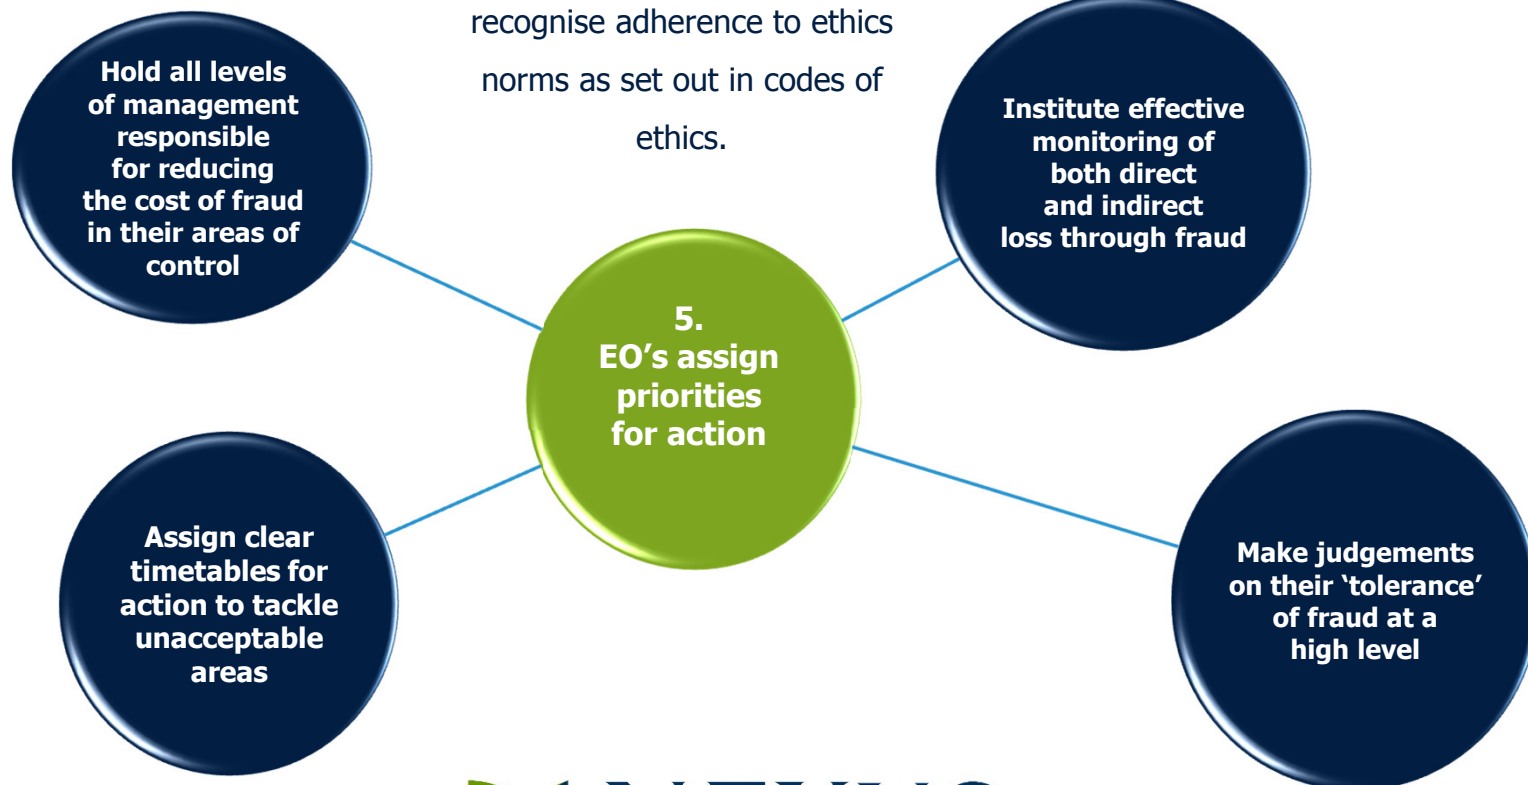 recognise adherence to ethics
norms as set out in codes of
ethics.
Hold all levels
of management
responsible
for reducing
the cost of fraud
in their areas of
control
Institute effective
monitoring of
both direct
and indirect
loss through fraud
5.
EO’s assign
priorities
for action
Assign clear
timetables for
action to tackle
unacceptable
areas
Make judgements
on their ‘tolerance’
of fraud at a
high level